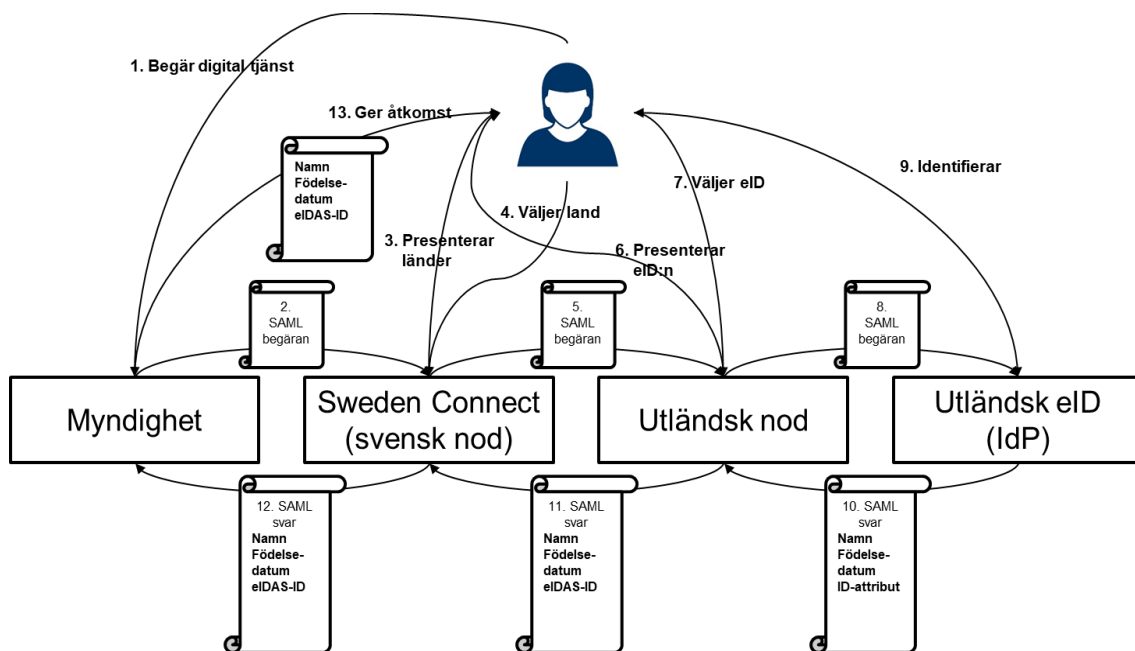 1. Begär digital tjänst
13. Ger åtkomst
Namn
Födelse-
datum
eIDAS-ID
3. Presenterar
länder
4. Väljer land
7. Väljer eID
6. Presenterar
eID:n
9. Identifierar
2.
SAML
begäran
5.
SAML
begäran
8.
SAML
begäran
Myndighet
Sweden Connect
(svensk nod)
Utländsk nod
Utländsk eID
(IdP)
12. SAML
svar
Namn
Födelse-
datum
eIDAS-ID
11. SAML
svar
Namn
Födelse-
datum
eIDAS-ID
10. SAML
svar
Namn
Födelse-
datum
ID-attribut